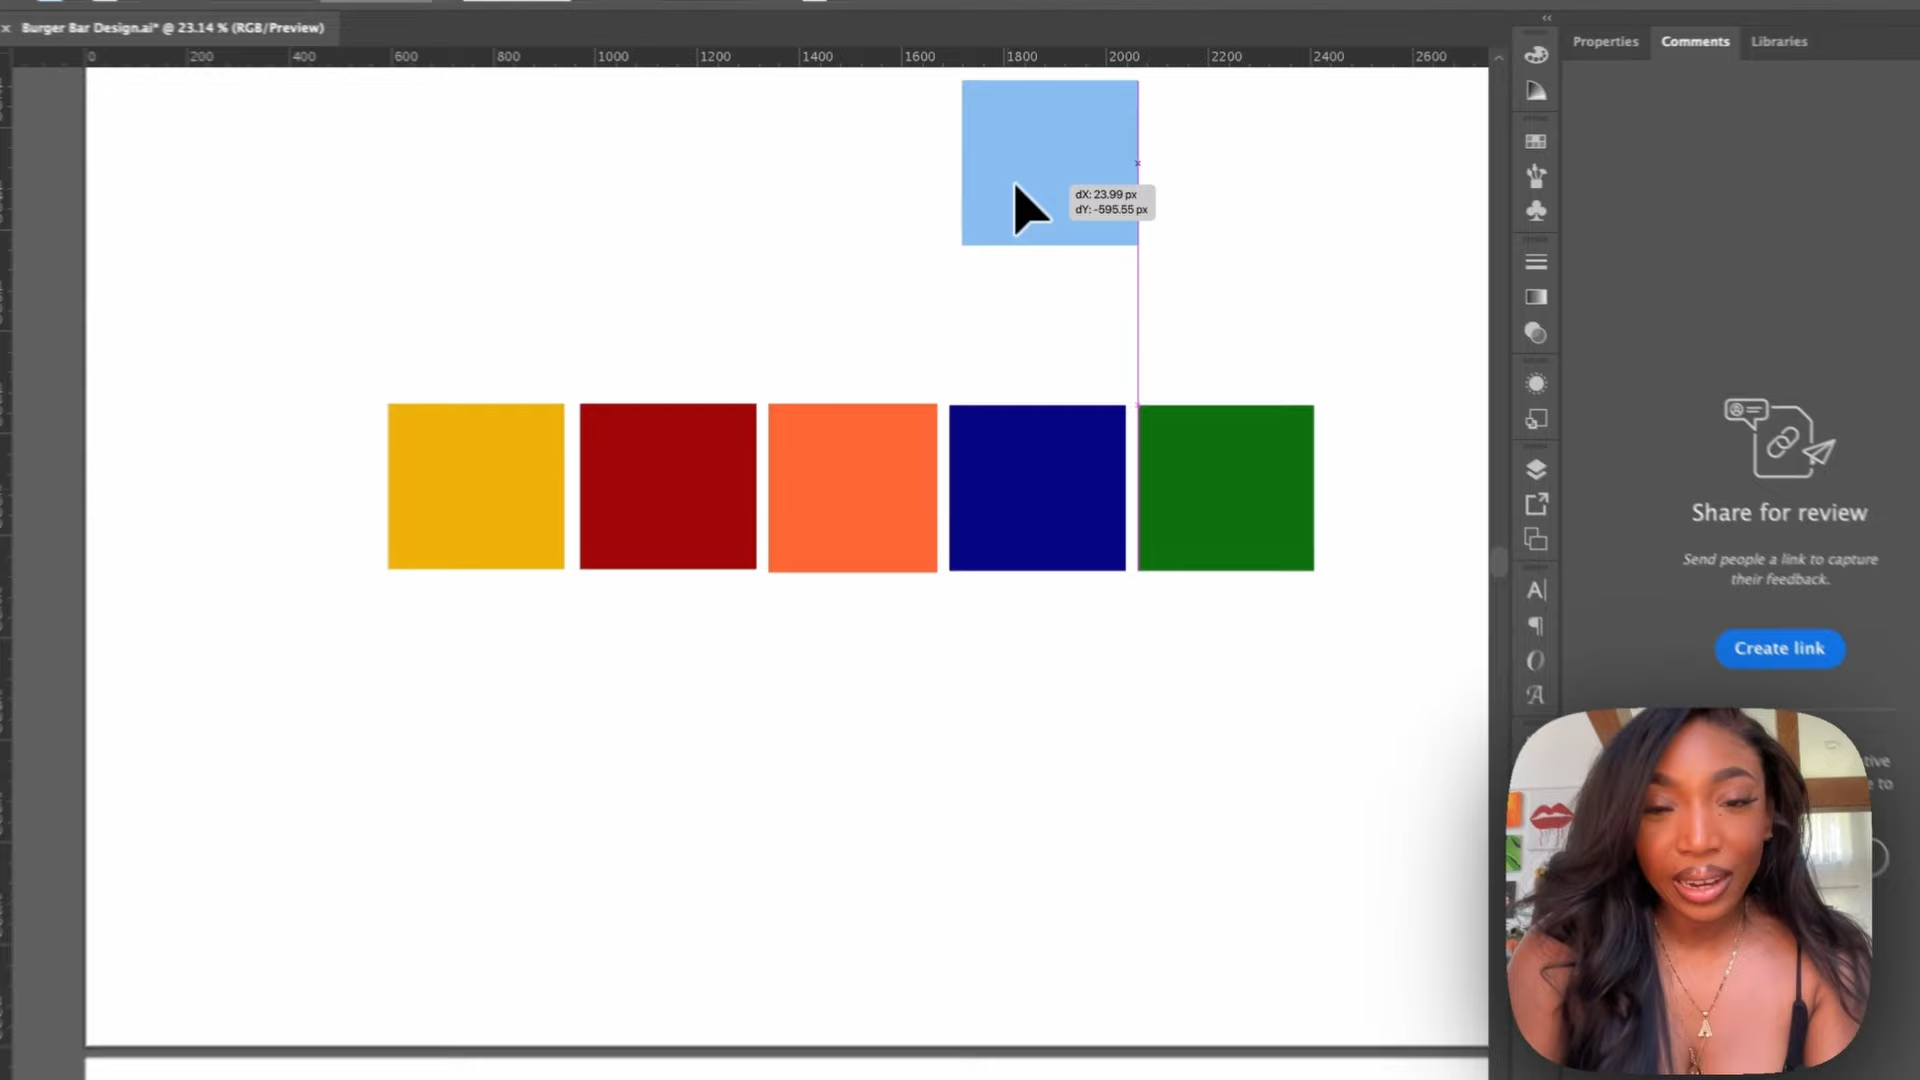 Burger Bar Design.ai* @ 23.14 % (RGB/Preview)
0 200 400 600 800 1000 1200 1400 1600 1800 2000 2200 2400 2600
Properties Comments Libraries
dX: 23.99 px
dY: -595.55 px
Share for review
Send people a link to capture
their feedback.
Create link
tive
e to